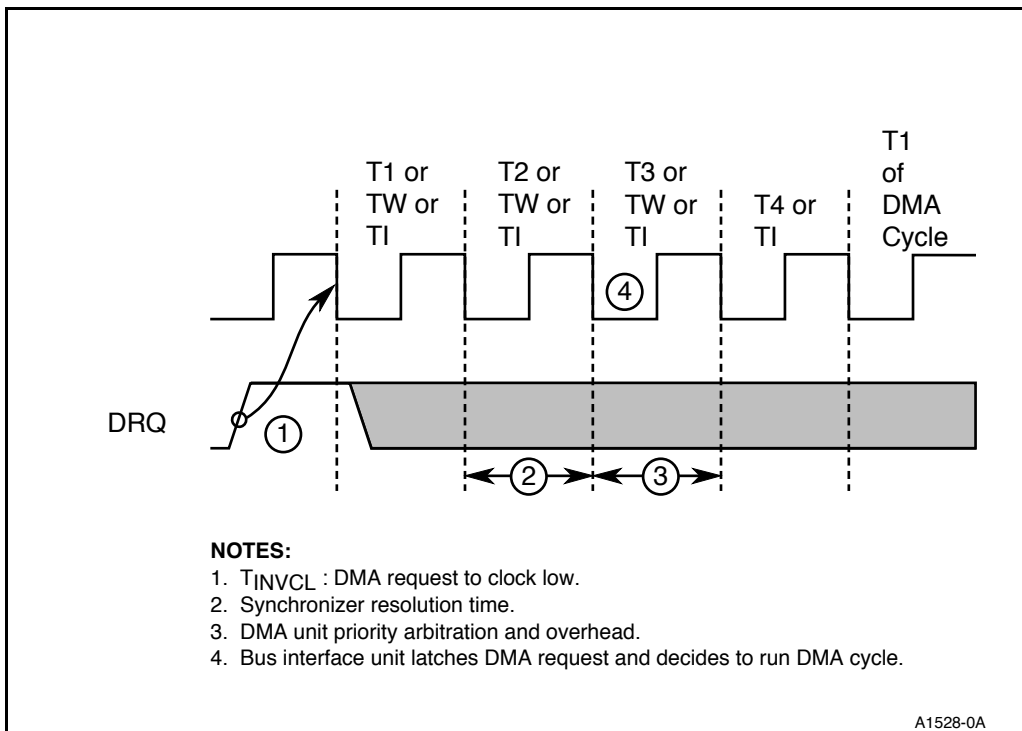 T1 or
TW or
TI
T2 or
TW or
TI
T3 or
TW or
TI
T4 or
TI
T1
of
DMA
Cycle
4
DRQ
1
2
3
NOTES:
1. TINVCL : DMA request to clock low.
2. Synchronizer resolution time.
3. DMA unit priority arbitration and overhead.
4. Bus interface unit latches DMA request and decides to run DMA cycle.
A1528-0A